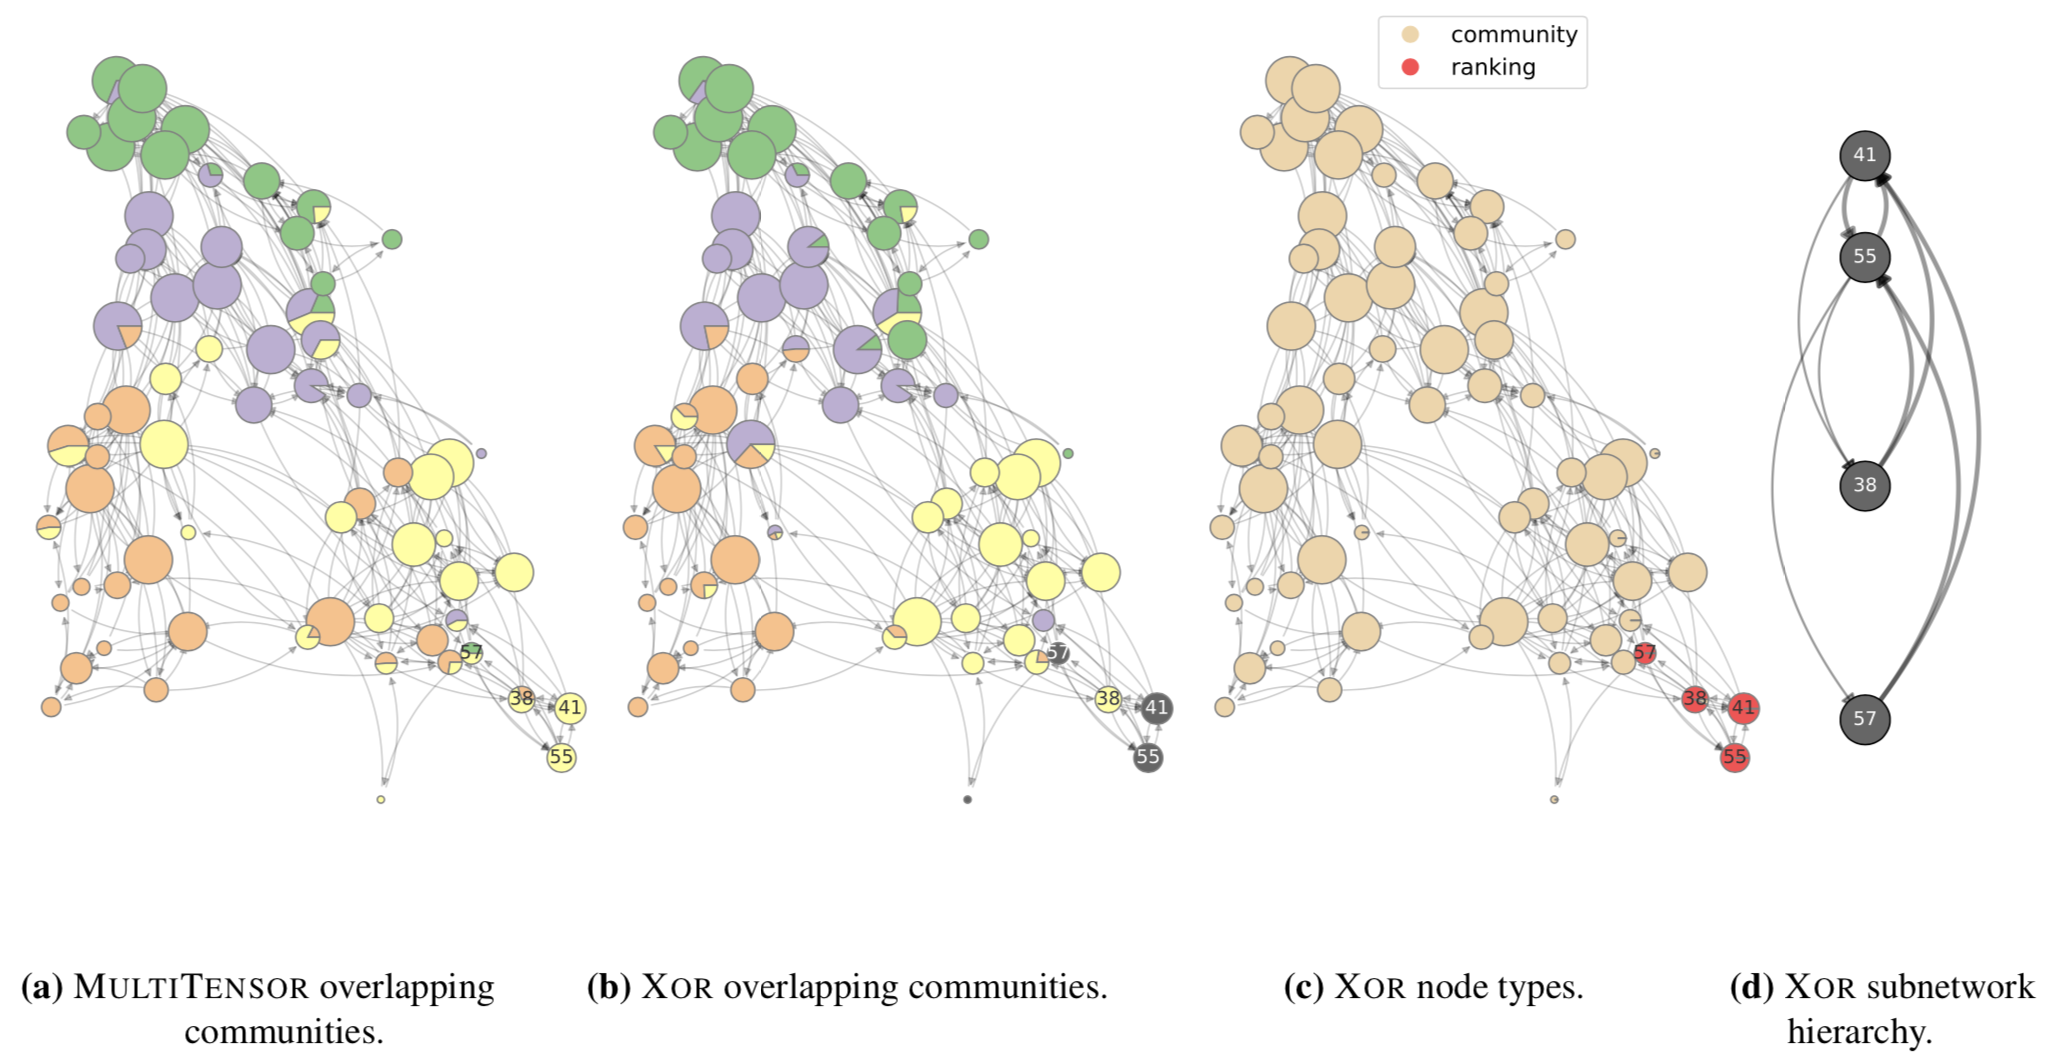 community
ranking
57
38
41
55
57
38
41
55
57
38
41
55
41
55
38
57
(a) MULTITENSOR overlapping
communities.
(b) XOR overlapping communities.
(c) XOR node types.
(d) XOR subnetwork
hierarchy.